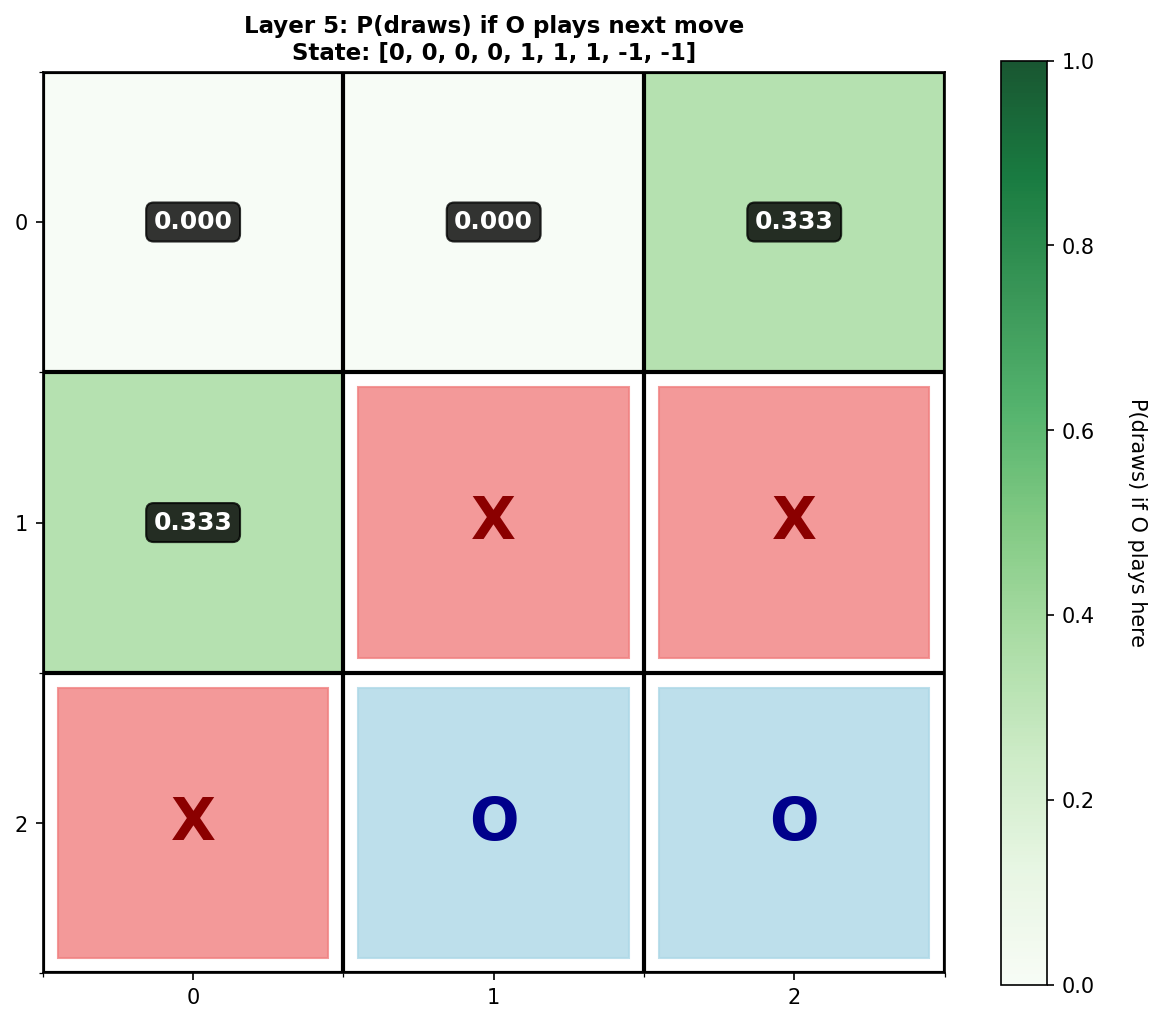 Layer 5: P(draws) if O plays next move
State: [0, 0, 0, 0, 1, 1, 1, -1, -1]
0.000 0.000 0.333
0.333 X X
X O O
0
1
2
0 1 2
1.0
0.8
0.6
0.4
0.2
0.0
P(draws) if O plays here